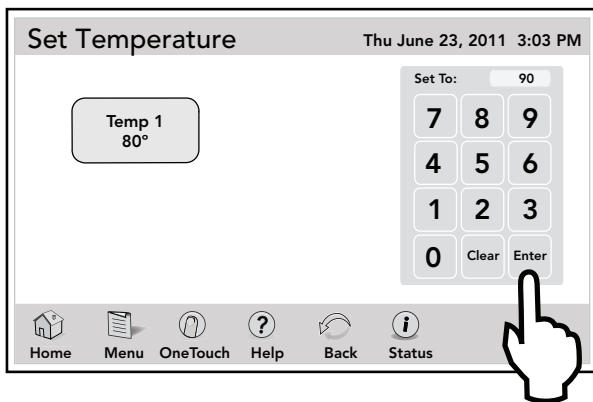 Set Temperature Thu June 23, 2011 3:03 PM
Set To: 90
Temp 1
80°
7 8 9
4 5 6
1 2 3
0 Clear Enter
? i
Home Menu OneTouch Help Back Status